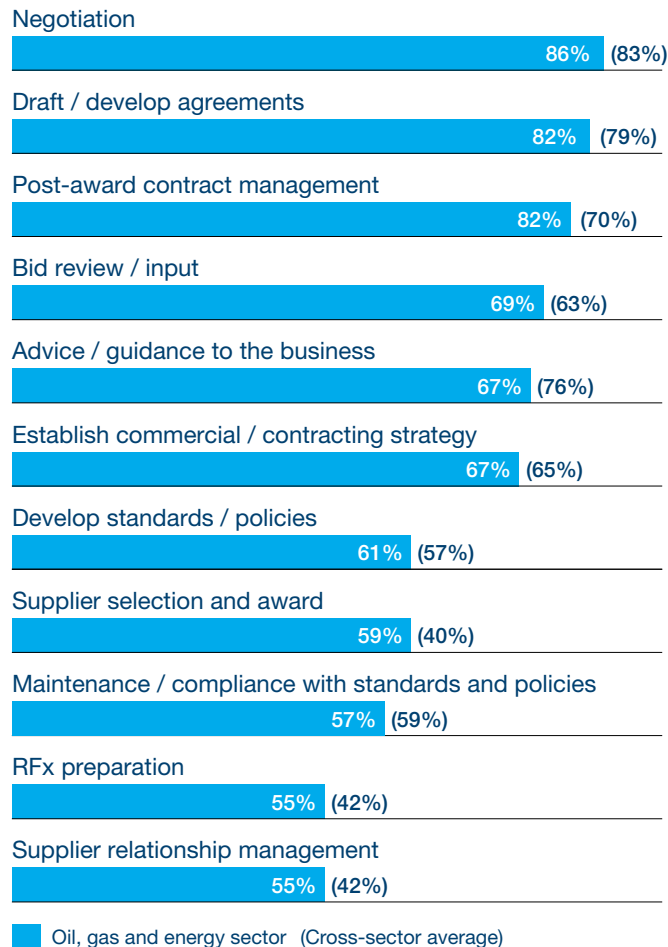 Negotiation
86% (83%)
Draft / develop agreements
82% (79%)
Post-award contract management
82% (70%)
Bid review / input
69% (63%)
Advice / guidance to the business
67% (76%)
Establish commercial / contracting strategy
67% (65%)
Develop standards / policies
61% (57%)
Supplier selection and award
59% (40%)
Maintenance / compliance with standards and policies
57% (59%)
RFx preparation
55% (42%)
Supplier relationship management
55% (42%)
Oil, gas and energy sector (Cross-sector average)